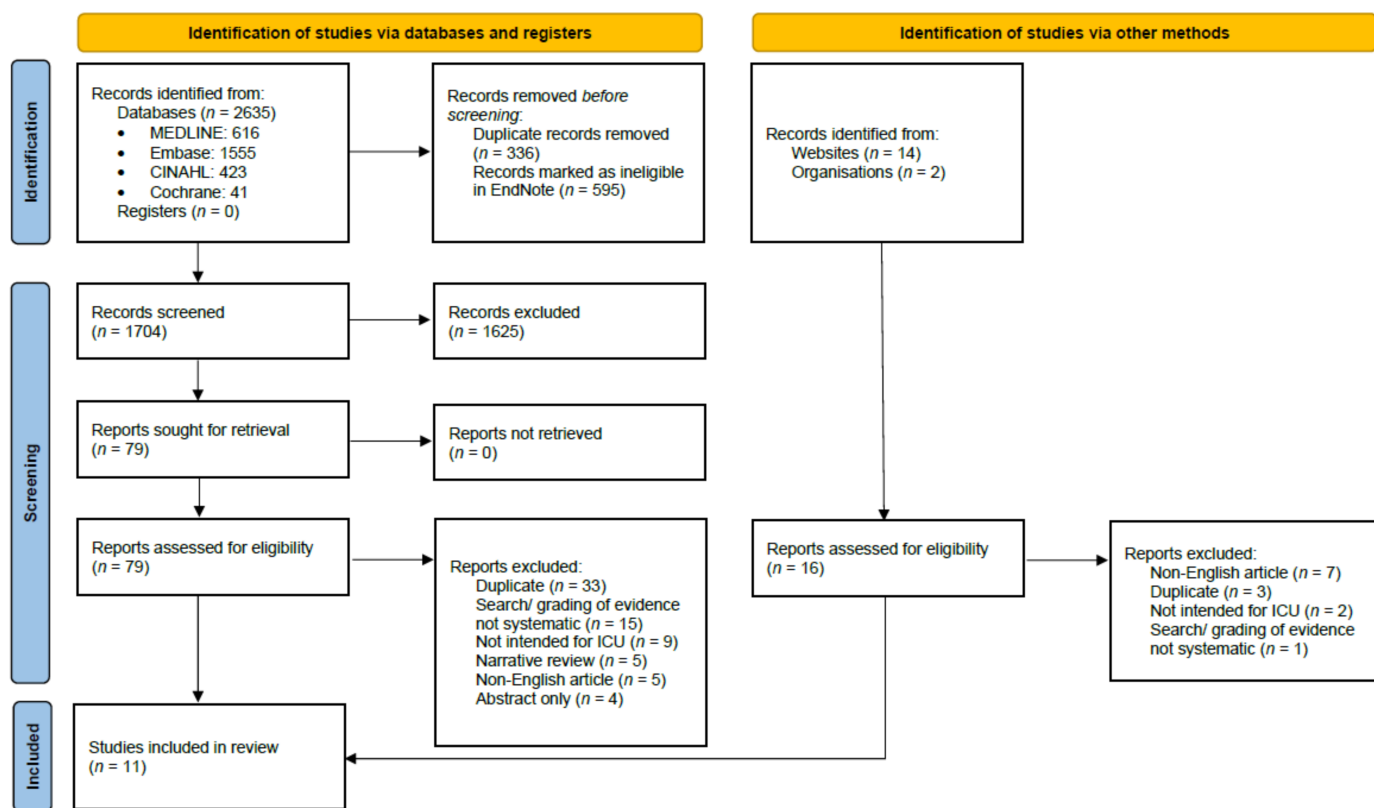 Identification of studies via databases and registers
Identification of studies via other methods
Identification
Records identified from:
Databases (n = 2635)
• MEDLINE: 616
• Embase: 1555
• CINAHL: 423
• Cochrane: 41
Registers (n = 0)
Records removed before
screening:
Duplicate records removed
(n = 336)
Records marked as ineligible
in EndNote (n = 595)
Records identified from:
Websites (n = 14)
Organisations (n = 2)
Screening
Records screened
(n = 1704)
Records excluded
(n = 1625)
Reports sought for retrieval
(n = 79)
Reports not retrieved
(n = 0)
Reports assessed for eligibility
(n = 79)
Reports excluded:
Duplicate (n = 33)
Search/ grading of evidence
not systematic (n = 15)
Not intended for ICU (n = 9)
Narrative review (n = 5)
Non-English article (n = 5)
Abstract only (n = 4)
Reports assessed for eligibility
(n = 16)
Reports excluded:
Non-English article (n = 7)
Duplicate (n = 3)
Not intended for ICU (n = 2)
Search/ grading of evidence
not systematic (n = 1)
Included
Studies included in review
(n = 11)